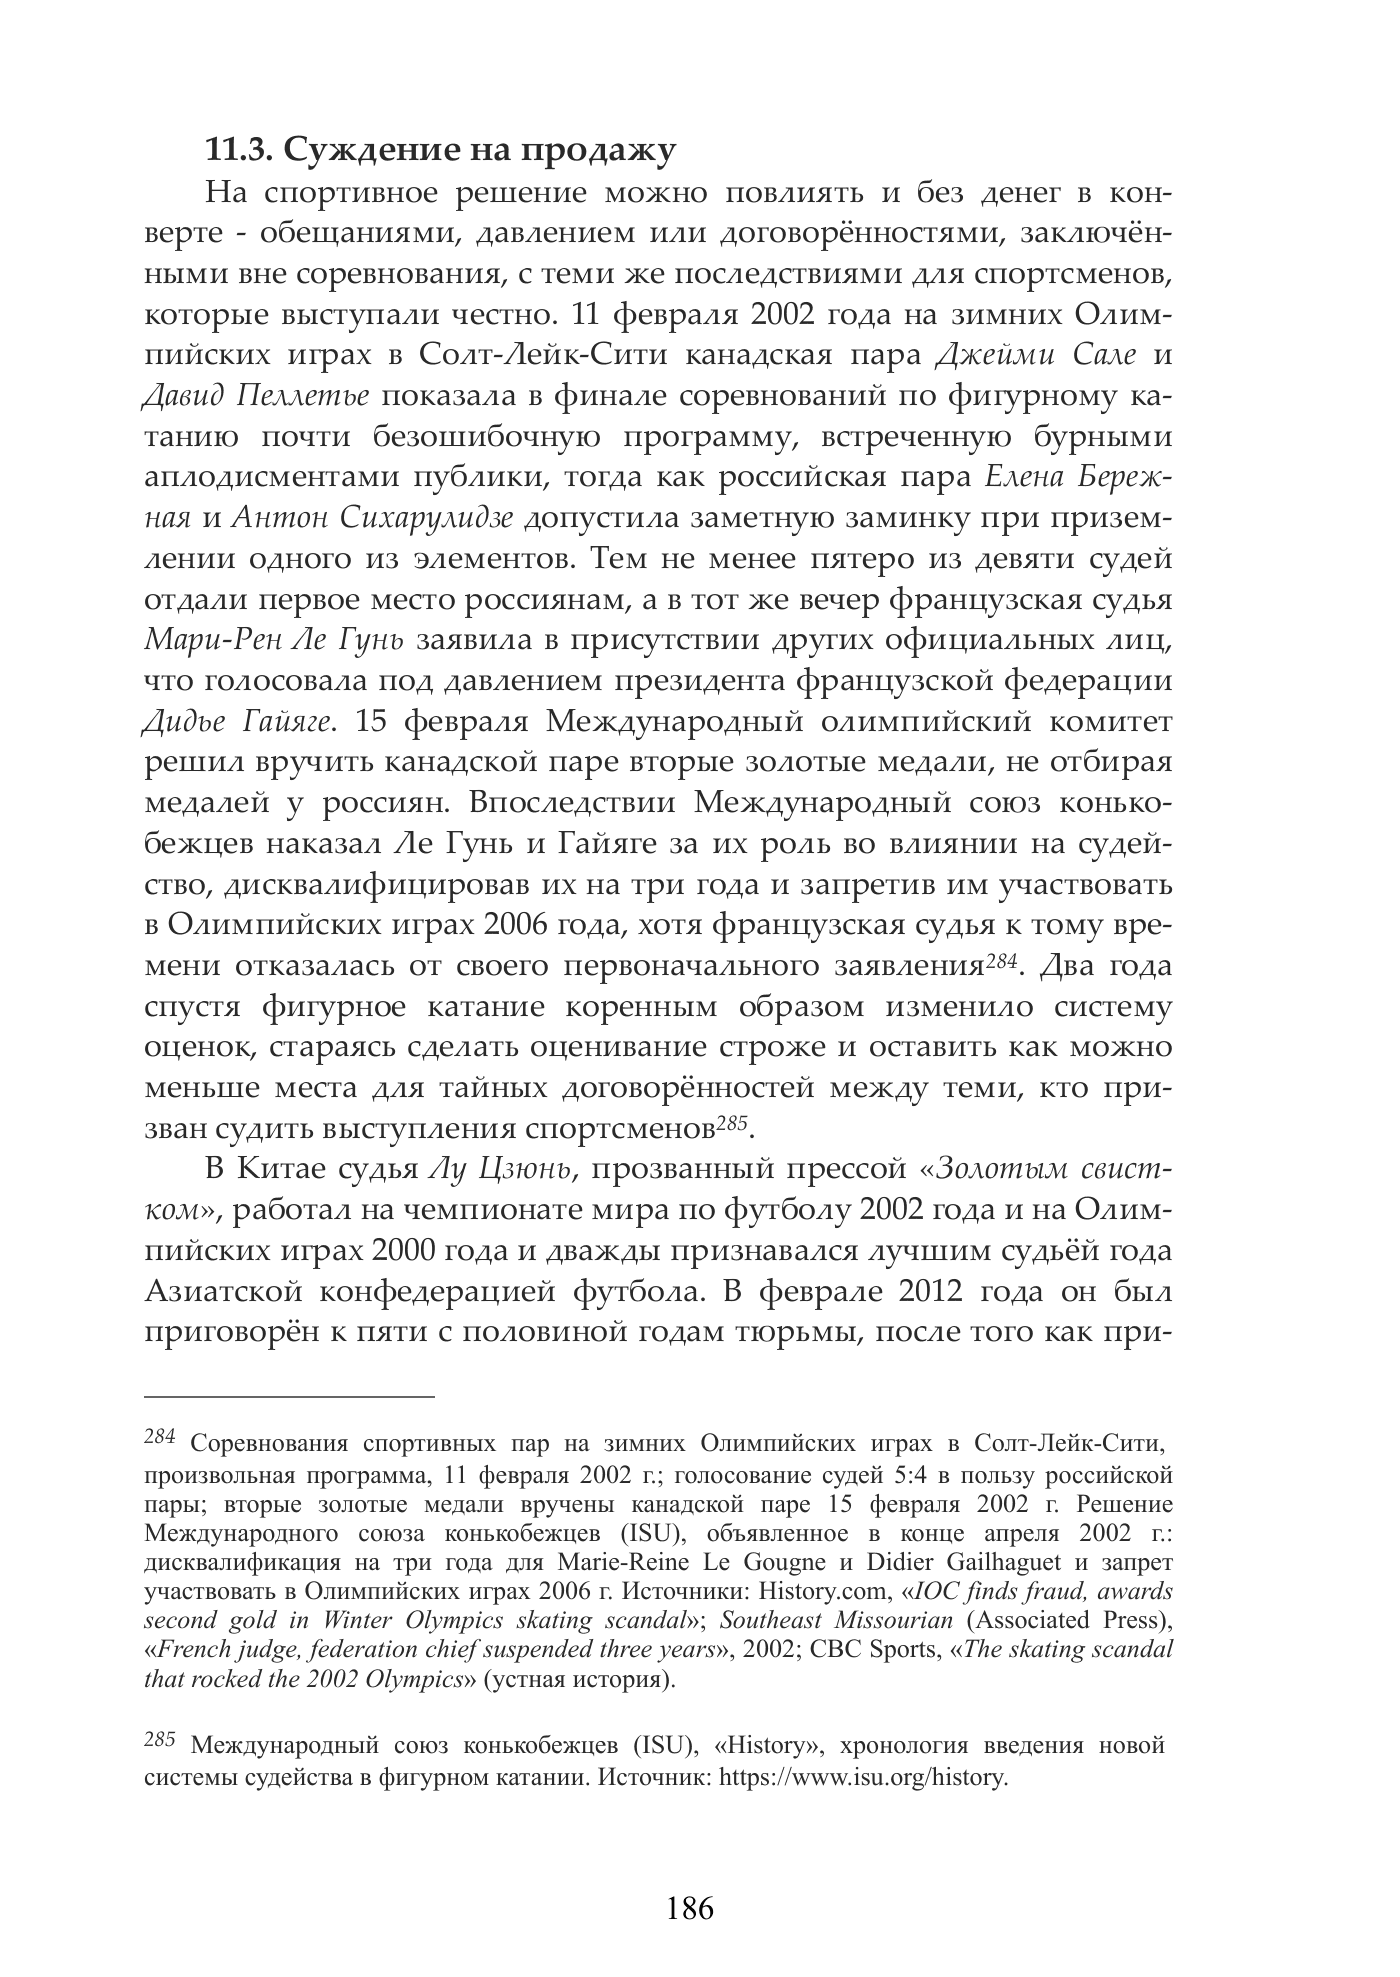 11.3. Суждение на продажу
На спортивное решение можно повлиять и без денег в кон-
верте - обещаниями, давлением или договорённостями, заключён-
ными вне соревнования, с теми же последствиями для спортсменов,
которые выступали честно. 11 февраля 2002 года на зимних Олим-
пийских играх в Солт-Лейк-Сити канадская пара Джейми Сале и
Давид Пеллетье показала в финале соревнований по фигурному ка-
танию почти безошибочную программу, встреченную бурными
аплодисментами публики, тогда как российская пара Елена Береж-
ная и Антон Сихарулидзе допустила заметную заминку при призем-
лении одного из элементов. Тем не менее пятеро из девяти судей
отдали первое место россиянам, а в тот же вечер французская судья
Мари-Рен Ле Гунь заявила в присутствии других официальных лиц,
что голосовала под давлением президента французской федерации
Дидье Гайяге. 15 февраля Международный олимпийский комитет
решил вручить канадской паре вторые золотые медали, не отбирая
медалей у россиян. Впоследствии Международный союз конько-
бежцев наказал Ле Гунь и Гайяге за их роль во влиянии на судей-
ство, дисквалифицировав их на три года и запретив им участвовать
в Олимпийских играх 2006 года, хотя французская судья к тому вре-
мени отказалась от своего первоначального заявления284. Два года
спустя фигурное катание коренным образом изменило систему
оценок, стараясь сделать оценивание строже и оставить как можно
меньше места для тайных договорённостей между теми, кто при-
зван судить выступления спортсменов285.
В Китае судья Лу Цзюнь, прозванный прессой «Золотым свист-
ком», работал на чемпионате мира по футболу 2002 года и на Олим-
пийских играх 2000 года и дважды признавался лучшим судьёй года
Азиатской конфедерацией футбола. В феврале 2012 года он был
приговорён к пяти с половиной годам тюрьмы, после того как при-
284 Соревнования спортивных пар на зимних Олимпийских играх в Солт-Лейк-Сити,
произвольная программа, 11 февраля 2002 г.; голосование судей 5:4 в пользу российской
пары; вторые золотые медали вручены канадской паре 15 февраля 2002 г. Решение
Международного союза конькобежцев (ISU), объявленное в конце апреля 2002 г.:
дисквалификация на три года для Marie-Reine Le Gougne и Didier Gailhaguet и запрет
участвовать в Олимпийских играх 2006 г. Источники: History.com, «IOC finds fraud, awards
second gold in Winter Olympics skating scandal»; Southeast Missourian (Associated Press),
«French judge, federation chief suspended three years», 2002; CBC Sports, «The skating scandal
that rocked the 2002 Olympics» (устная история).
285 Международный союз конькобежцев (ISU), «History», хронология введения новой
системы судейства в фигурном катании. Источник: https://www.isu.org/history.
186